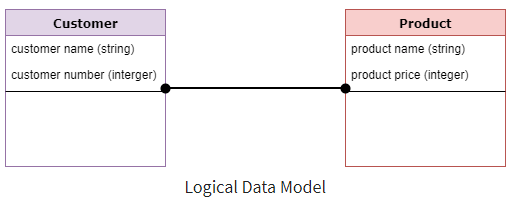 Customer
customer name (string)
customer number (interger)
Product
product name (string)
product price (integer)
Logical Data Model